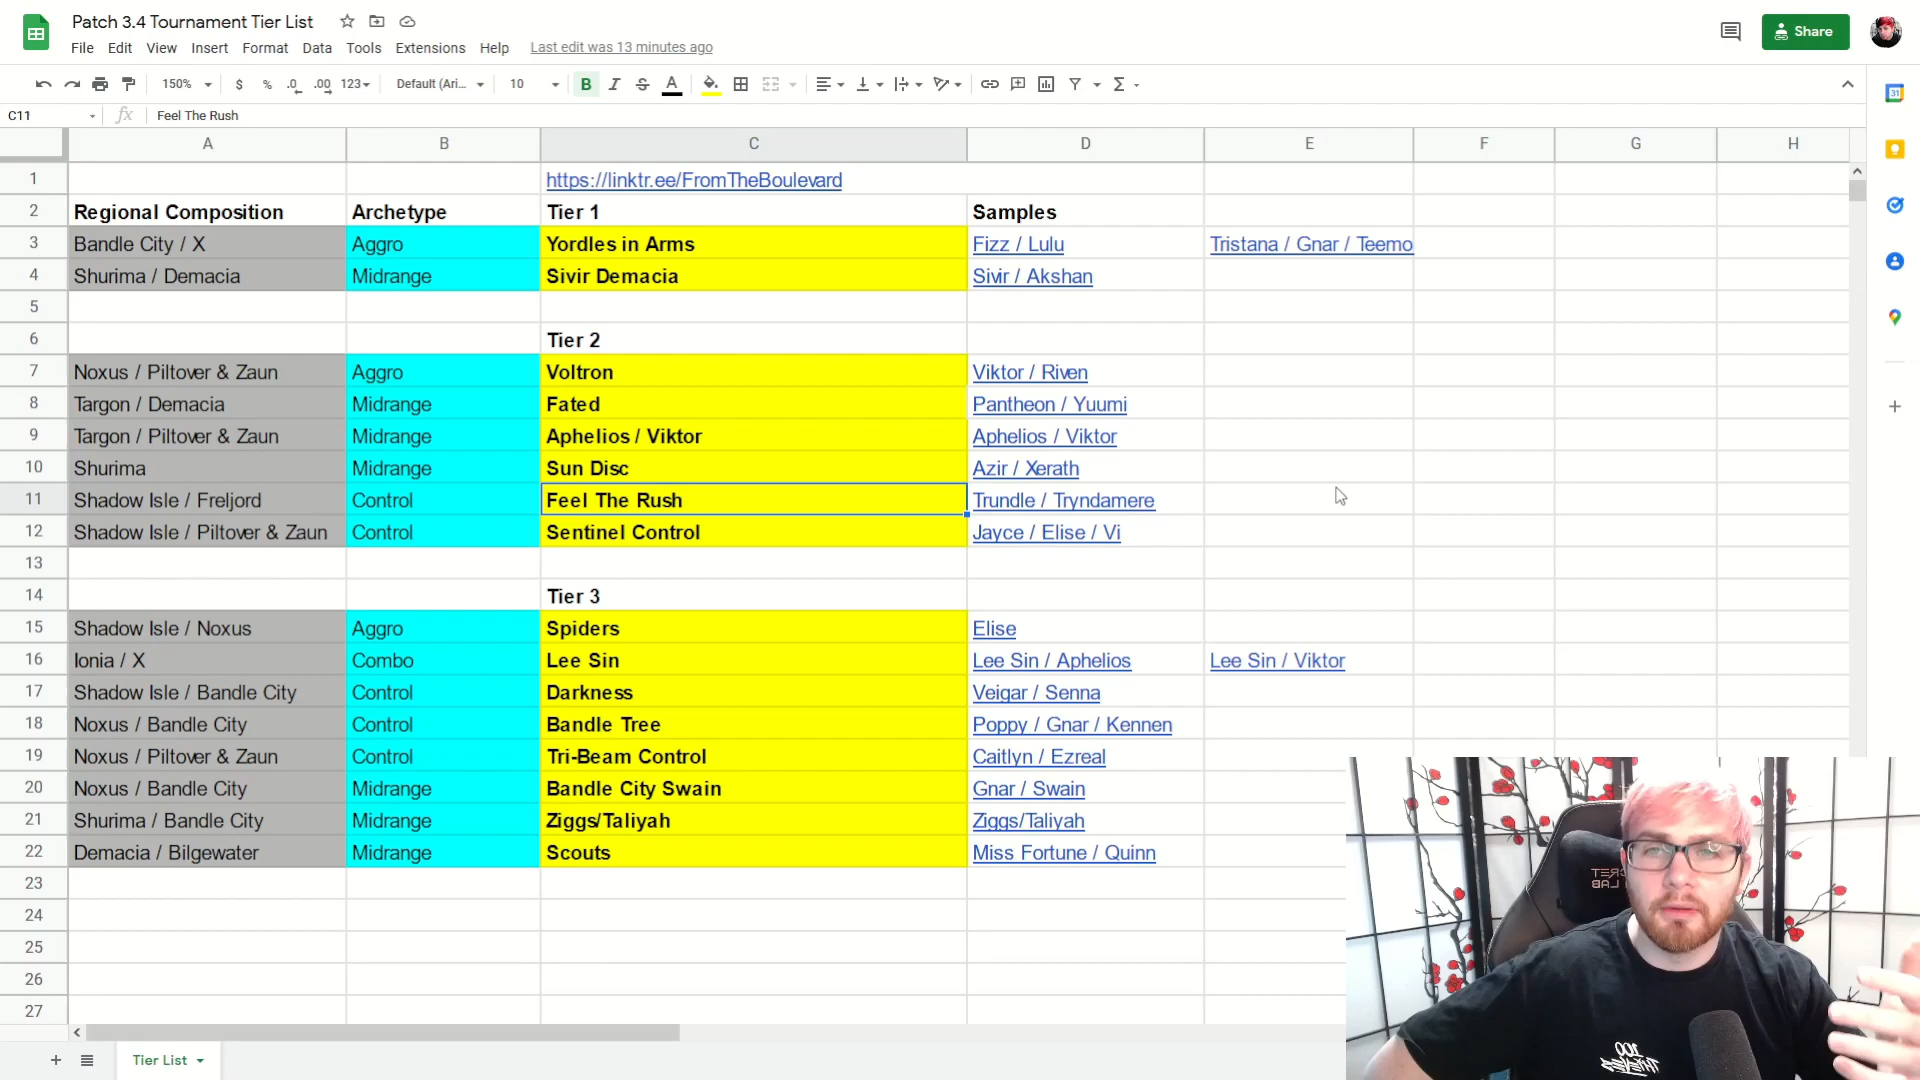 Patch 3.4 Tournament Tier List
File Edit View Insert Format Data Tools Extensions Help Last edit was 13 minutes ago
Share
150% $ % .0 .00 123 Default (Ari... 10 B I S A
31
C11 fx Feel The Rush
A B C D E F G H
1 https://linktr.ee/FromTheBoulevard
2 Regional Composition Archetype Tier 1 Samples
3 Bandle City / X Aggro Yordles in Arms Fizz / Lulu Tristana / Gnar / Teemo
4 Shurima / Demacia Midrange Sivir Demacia Sivir / Akshan
5
6 Tier 2
7 Noxus / Piltover & Zaun Aggro Voltron Viktor / Riven
8 Targon / Demacia Midrange Fated Pantheon / Yuumi
9 Targon / Piltover & Zaun Midrange Aphelios / Viktor Aphelios / Viktor
10 Shurima Midrange Sun Disc Azir / Xerath
11 Shadow Isle / Freljord Control Feel The Rush Trundle / Tryndamere
12 Shadow Isle / Piltover & Zaun Control Sentinel Control Jayce / Elise / Vi
13
14 Tier 3
15 Shadow Isle / Noxus Aggro Spiders Elise
16 Ionia / X Combo Lee Sin Lee Sin / Aphelios Lee Sin / Viktor
17 Shadow Isle / Bandle City Control Darkness Veigar / Senna
18 Noxus / Bandle City Control Bandle Tree Poppy / Gnar / Kennen
19 Noxus / Piltover & Zaun Control Tri-Beam Control Caitlyn / Ezreal
20 Noxus / Bandle City Midrange Bandle City Swain Gnar / Swain
21 Shurima / Bandle City Midrange Ziggs/Taliyah Ziggs/Taliyah
22 Demacia / Bilgewater Midrange Scouts Miss Fortune / Quinn
23
24
25
26
27
Tier List
100
THIEVES